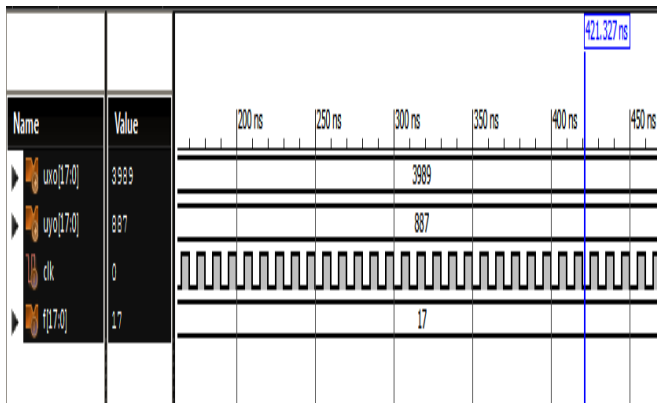 421.327 ns
Name Value 200 ns 250 ns 300 ns 350 ns 400 ns 450 ns
uxo[17:0] 3989 3989
uyo[17:0] 887 887
clk 0
f[17:0] 17 17